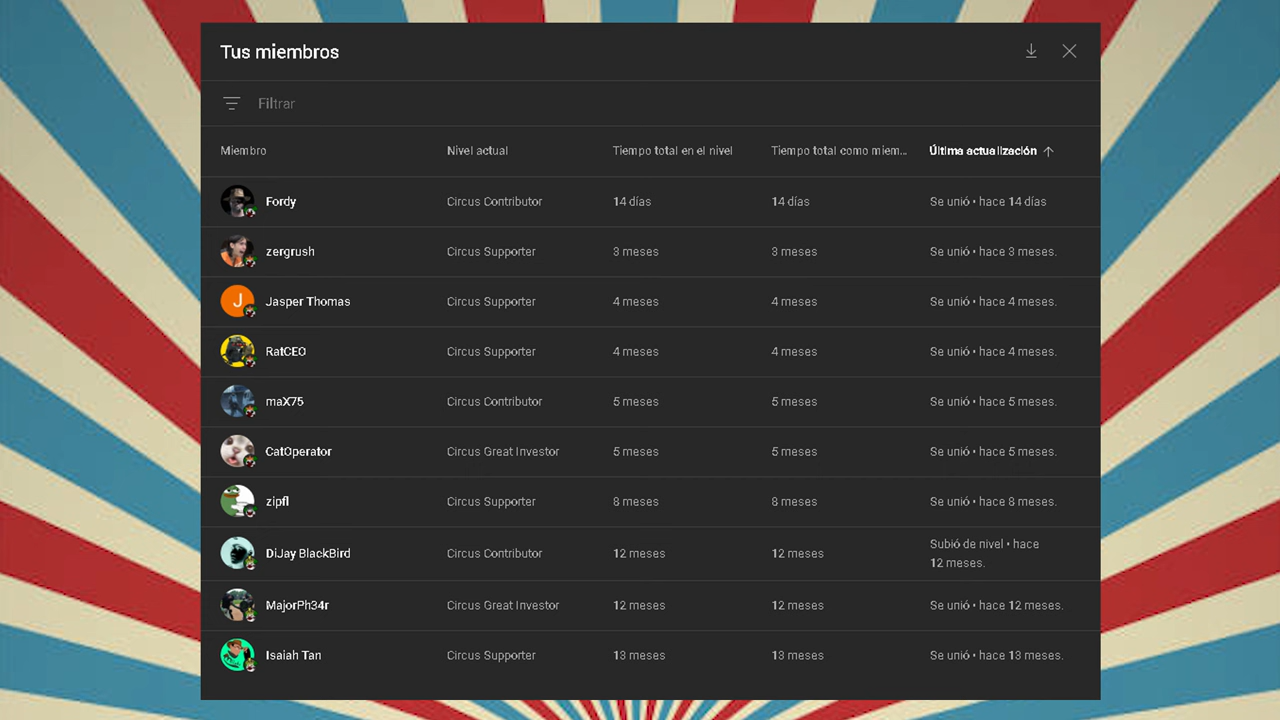 Tus miembros
Filtrar
Miembro Nivel actual Tiempo total en el nivel Tiempo total como miem... Última actualización
Fordy Circus Contributor 14 días 14 días Se unió • hace 14 días
zergrush Circus Supporter 3 meses 3 meses Se unió • hace 3 meses.
J Jasper Thomas Circus Supporter 4 meses 4 meses Se unió • hace 4 meses.
RatCEO Circus Supporter 4 meses 4 meses Se unió • hace 4 meses.
maX75 Circus Contributor 5 meses 5 meses Se unió • hace 5 meses.
CatOperator Circus Great Investor 5 meses 5 meses Se unió • hace 5 meses.
zipfl Circus Supporter 8 meses 8 meses Se unió • hace 8 meses.
DiJay BlackBird Circus Contributor 12 meses 12 meses Subió de nivel • hace
12 meses.
MajorPh34r Circus Great Investor 12 meses 12 meses Se unió • hace 12 meses.
Isaiah Tan Circus Supporter 13 meses 13 meses Se unió • hace 13 meses.